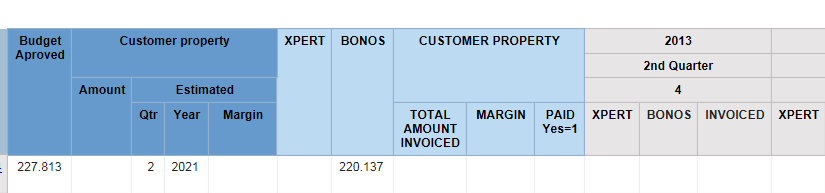 Budget Aproved Customer property XPERT BONOS CUSTOMER PROPERTY 2013
2nd Quarter
Amount Estimated 4
Qtr Year Margin TOTAL AMOUNT INVOICED MARGIN PAID Yes=1 XPERT BONOS INVOICED XPERT
227.813 2 2021 220.137